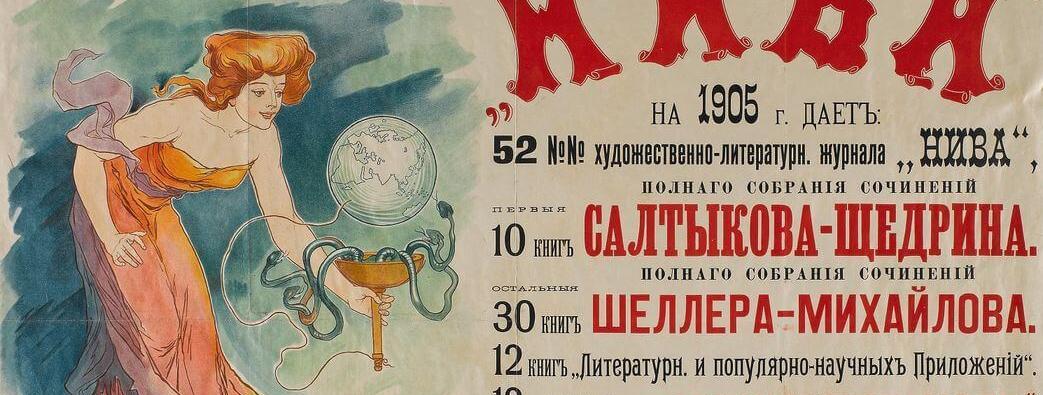 „НИВА
НА 1905 г. ДАЕТЪ:
52 №№ художественно-литературн. журнала „НИВА“,
ПОЛНАГО СОБРАНІЯ СОЧИНЕНІЙ
ПЕРВЫЯ
10 КНИГЪ САЛТЫКОВА-ЩЕДРИНА.
ПОЛНАГО СОБРАНІЯ СОЧИНЕНІЙ
ОСТАЛЬНЫЯ
30 КНИГЪ ШЕЛЛЕРА-МИХАЙЛОВА.
12 КНИГЪ „Литературн. и популярно-научныхъ Приложеній“.